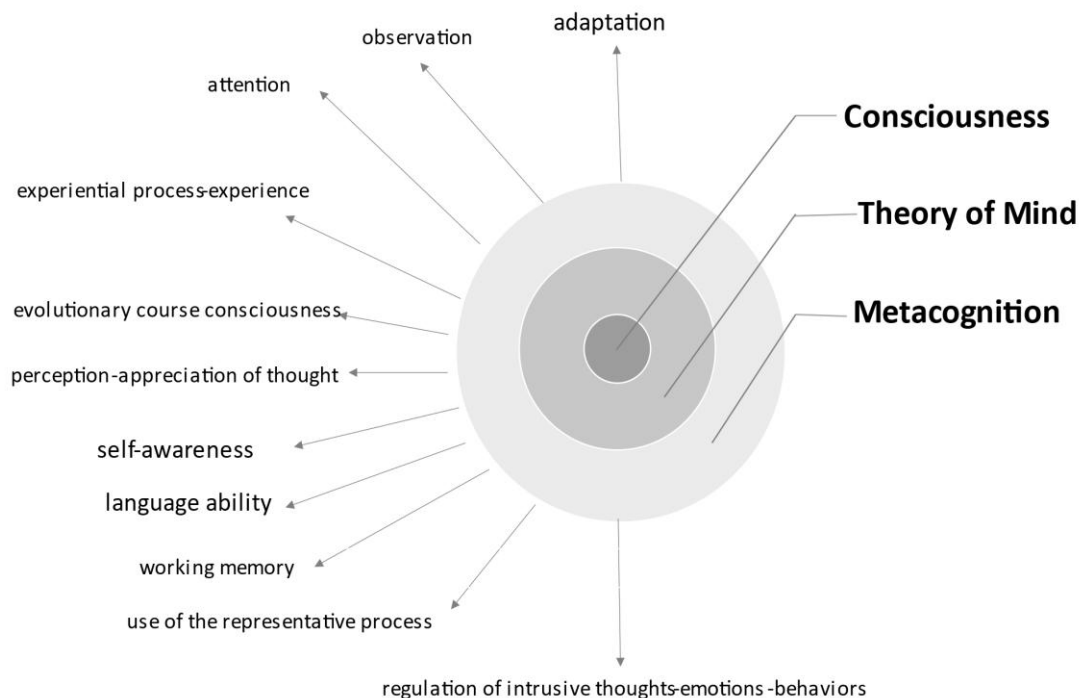 adaptation
observation
attention
Consciousness
experiential process-experience
Theory of Mind
evolutionary course consciousness
Metacognition
perception-appreciation of thought
self-awareness
language ability
working memory
use of the representative process
regulation of intrusive thoughts-emotions -behaviors